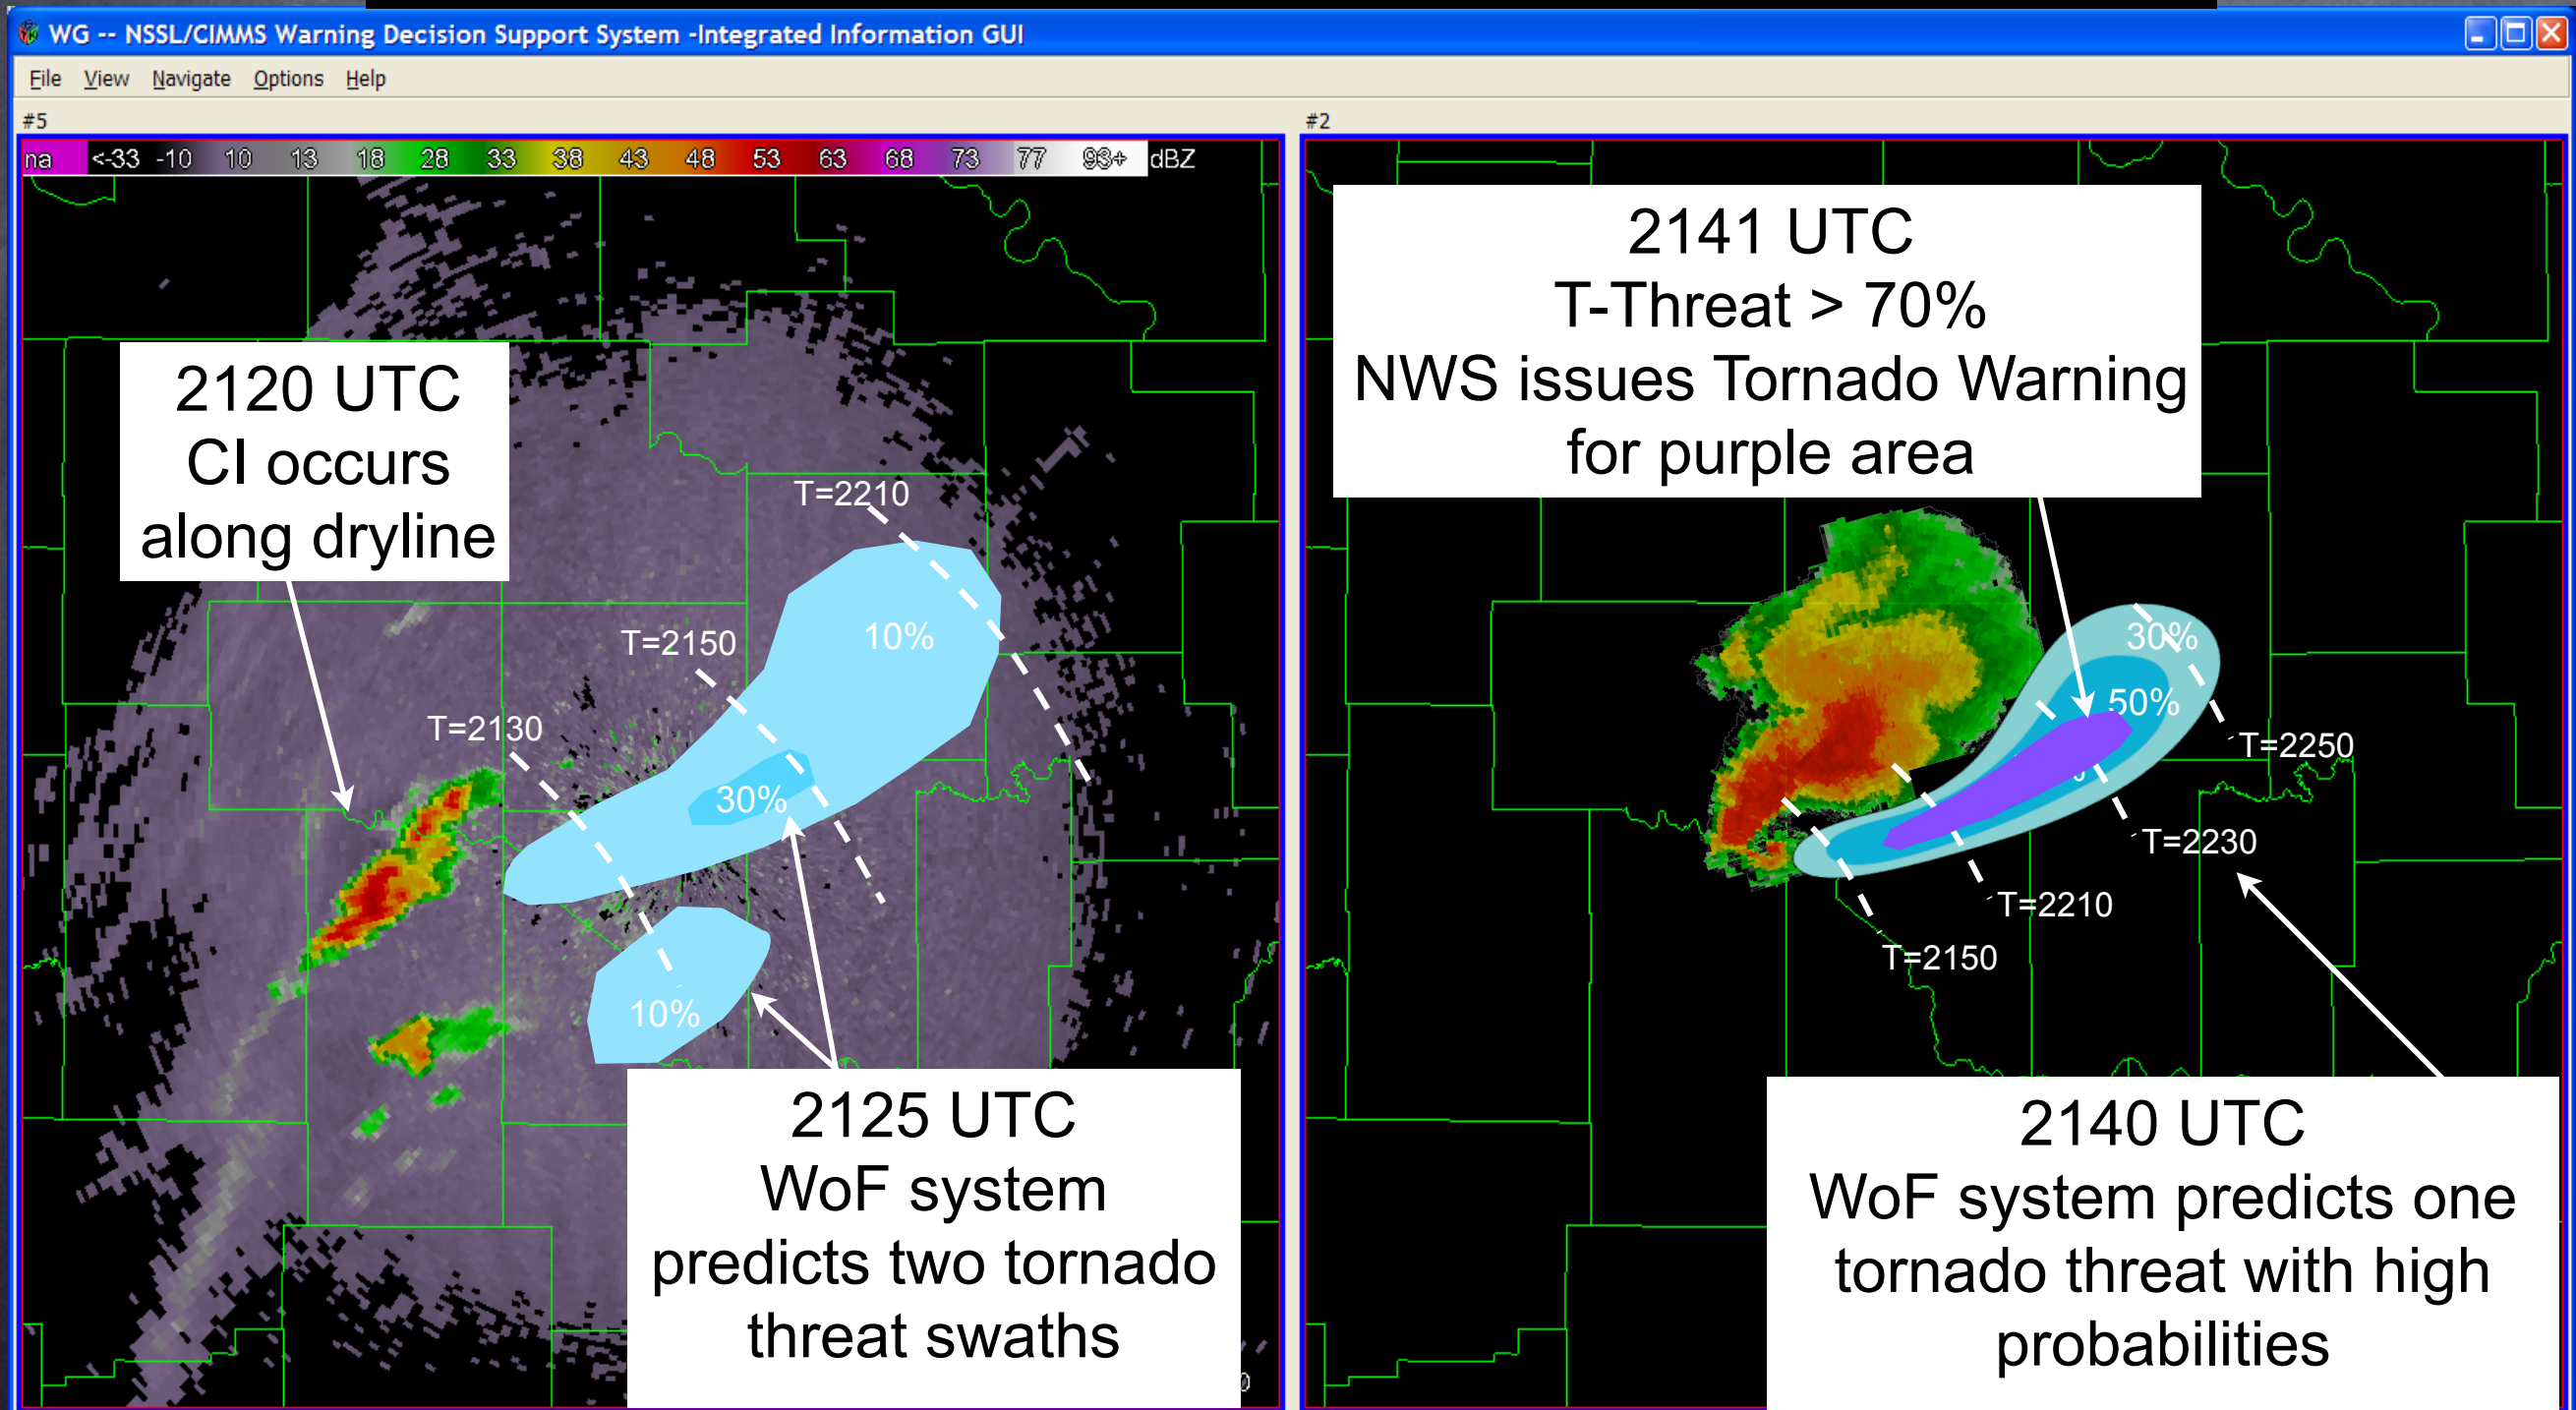 WG -- NSSL/CIMMS Warning Decision Support System -Integrated Information GUI
File View Navigate Options Help
#5
na <-33 -10 10 13 18 28 33 38 43 48 53 63 68 73 77 93+ dBZ
2120 UTC
CI occurs
along dryline
T=2210
T=2150
T=2130
10%
30%
10%
2125 UTC
WoF system
predicts two tornado
threat swaths
#2
2141 UTC
T-Threat > 70%
NWS issues Tornado Warning
for purple area
30%
50%
T=2250
T=2230
T=2210
T=2150
2140 UTC
WoF system predicts one
tornado threat with high
probabilities